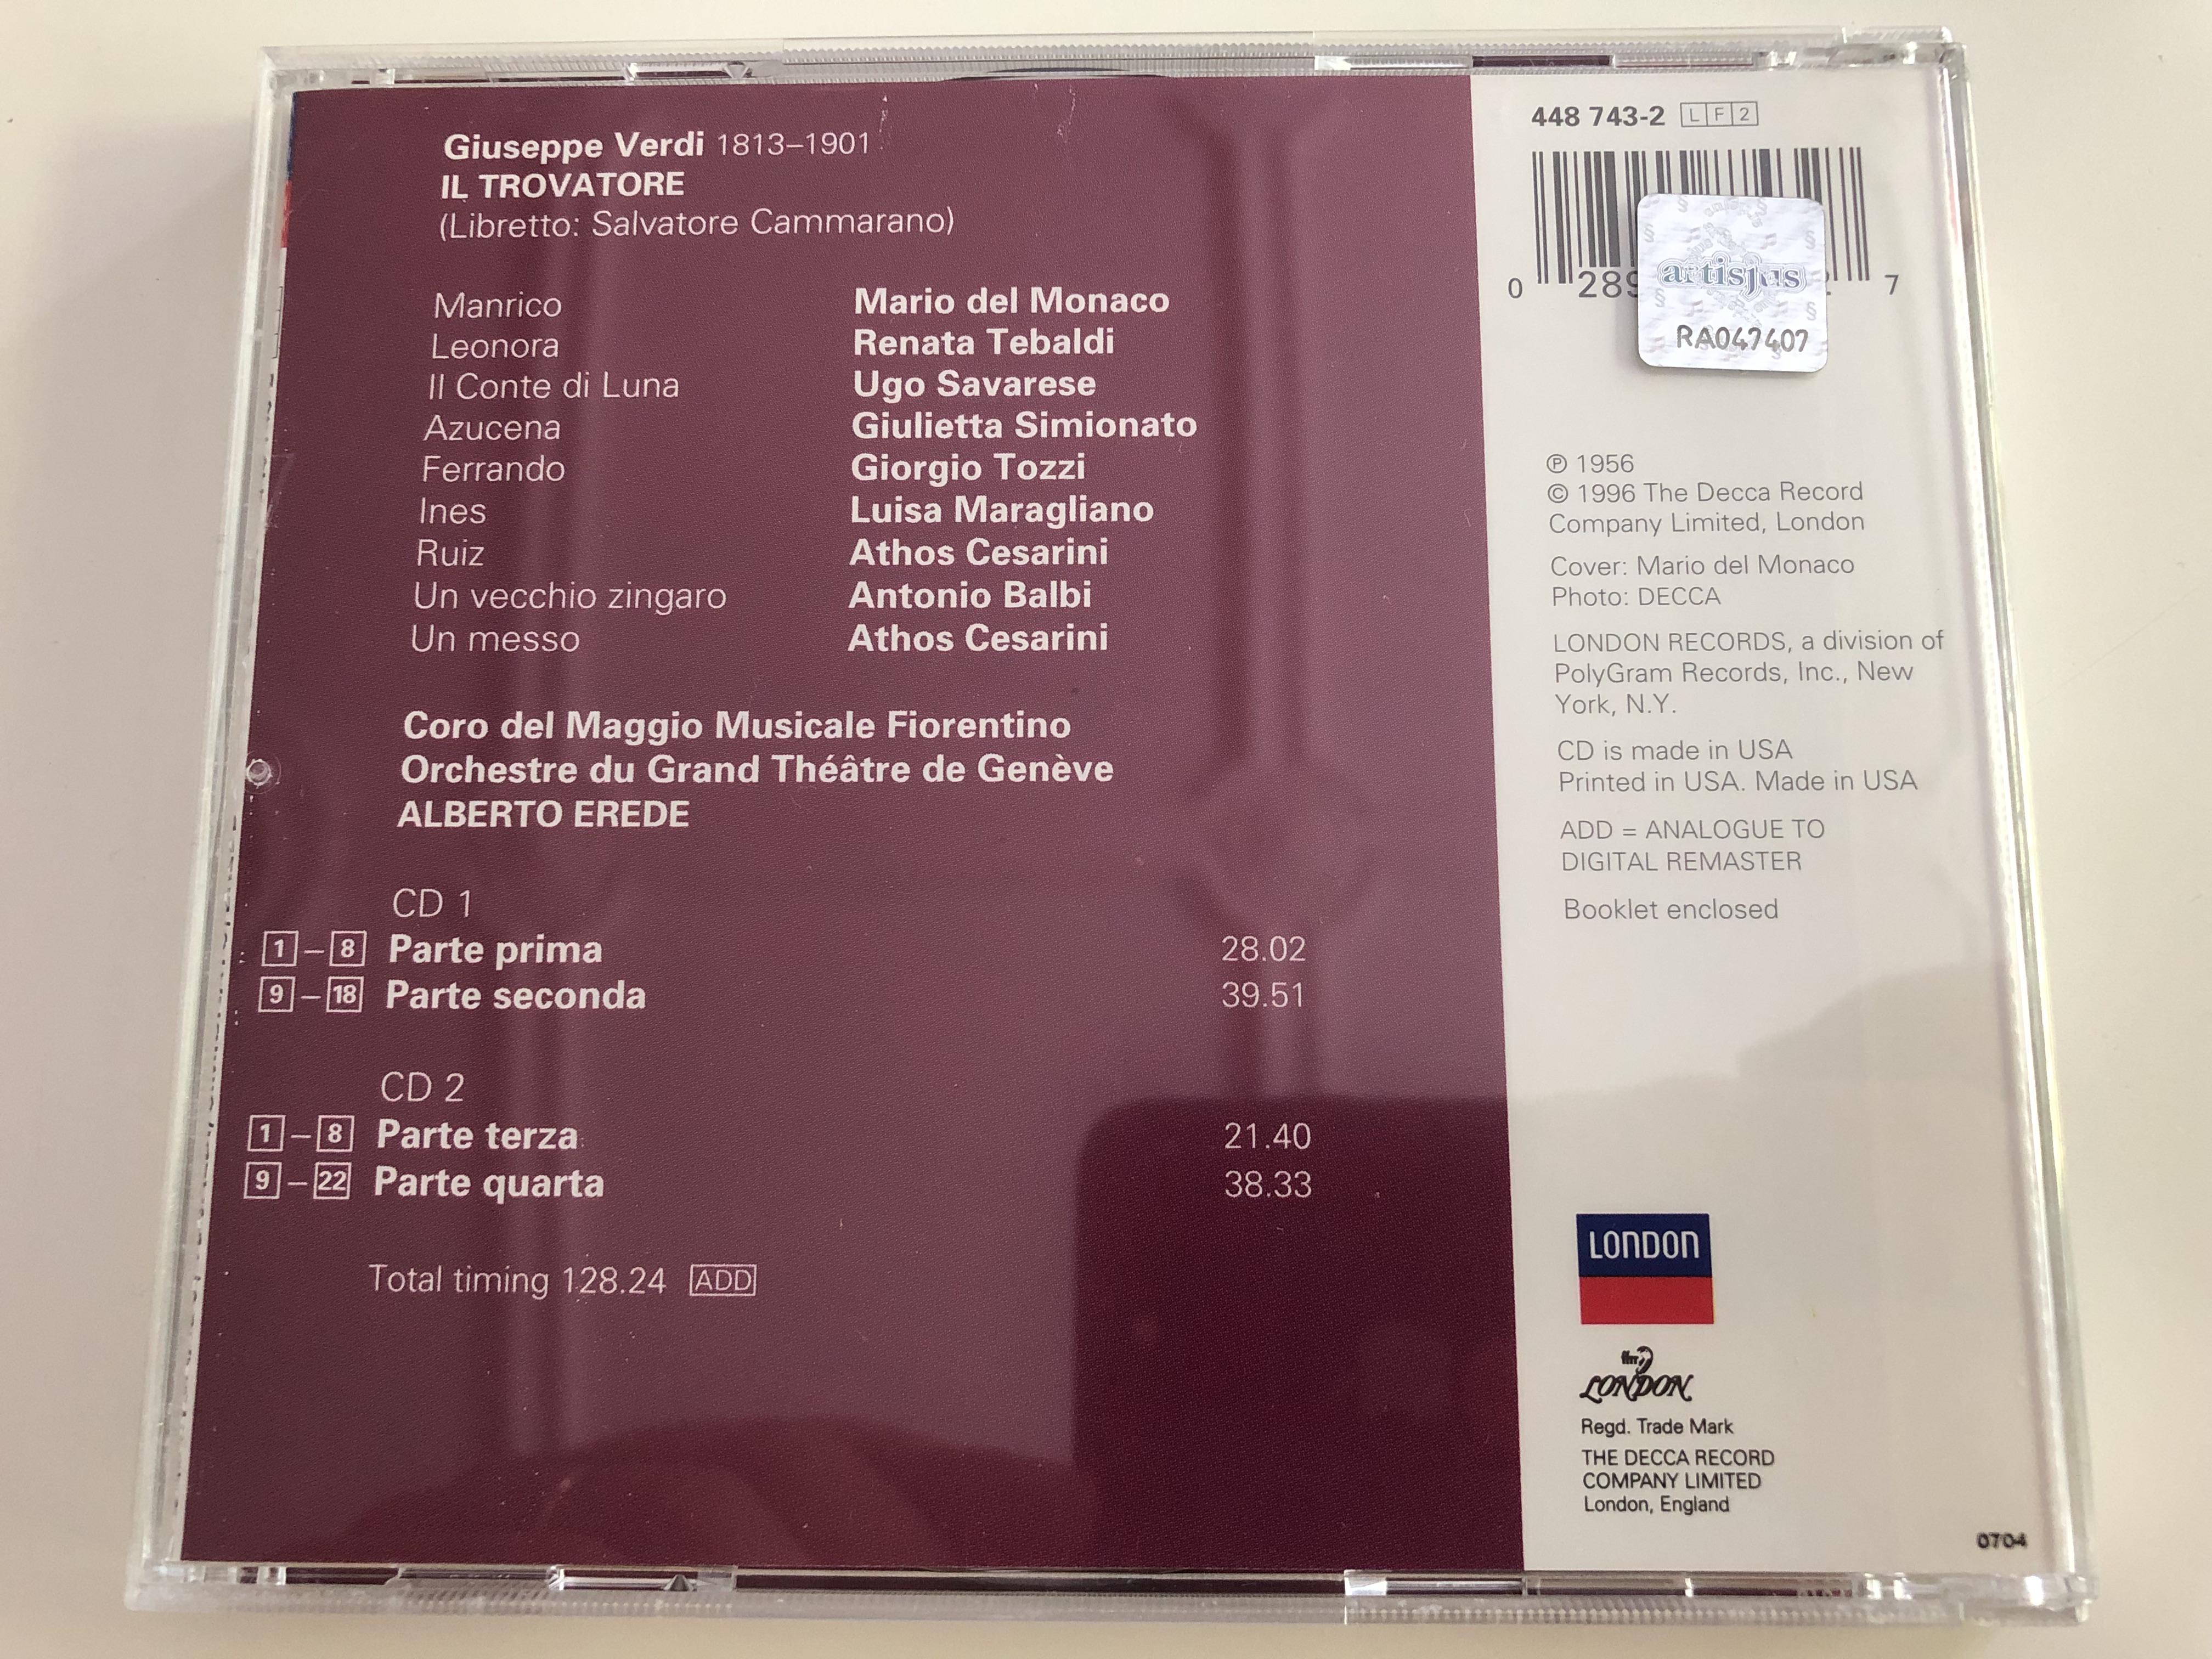 Giuseppe Verdi 1813–1901
IL TROVATORE
(Libretto: Salvatore Cammarano)
Manrico Mario del Monaco
Leonora Renata Tebaldi
Il Conte di Luna Ugo Savarese
Azucena Giulietta Simionato
Ferrando Giorgio Tozzi
Ines Luisa Maragliano
Ruiz Athos Cesarini
Un vecchio zingaro Antonio Balbi
Un messo Athos Cesarini
Coro del Maggio Musicale Fiorentino
Orchestre du Grand Théâtre de Genève
ALBERTO EREDE
CD 1
1 – 8 Parte prima 28.02
9 – 18 Parte seconda 39.51
CD 2
1 – 8 Parte terza 21.40
9 – 22 Parte quarta 38.33
Total timing 128.24 ADD
448 743-2 L F 2
0 289 2 7
artisjus
RA047407
℗ 1956
© 1996 The Decca Record
Company Limited, London
Cover: Mario del Monaco
Photo: DECCA
LONDON RECORDS, a division of
PolyGram Records, Inc., New
York, N.Y.
CD is made in USA
Printed in USA. Made in USA
ADD = ANALOGUE TO
DIGITAL REMASTER
Booklet enclosed
LONDON
ffrr
LONDON
Regd. Trade Mark
THE DECCA RECORD
COMPANY LIMITED
London, England
0704